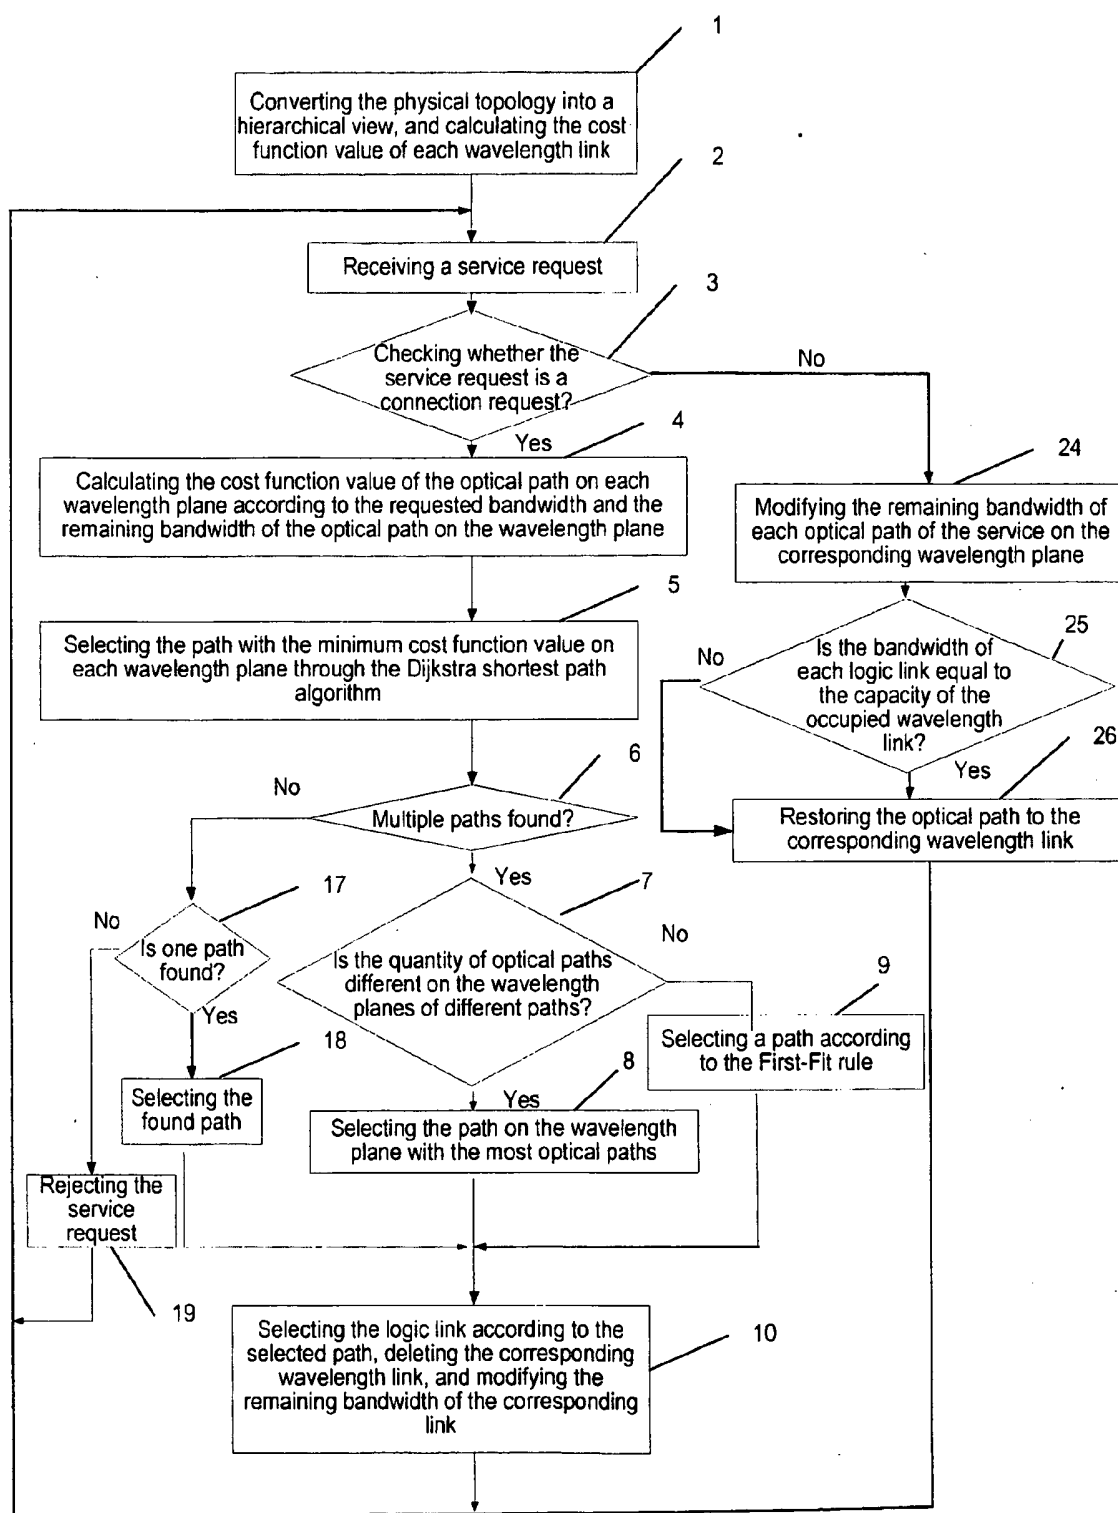 1
Converting the physical topology into a
hierarchical view, and calculating the cost
function value of each wavelength link
2
Receiving a service request
3
Checking whether the
service request is a
connection request?
No
Yes
4
Calculating the cost function value of the optical path on each
wavelength plane according to the requested bandwidth and the
remaining bandwidth of the optical path on the wavelength plane
24
Modifying the remaining bandwidth of
each optical path of the service on the
corresponding wavelength plane
5
Selecting the path with the minimum cost function value on
each wavelength plane through the Dijkstra shortest path
algorithm
25
Is the bandwidth of
each logic link equal to
the capacity of the
occupied wavelength
link?
No
Yes
26
Restoring the optical path to the
corresponding wavelength link
6
Multiple paths found?
No
Yes
17
Is one path
found?
No
Yes
7
Is the quantity of optical paths
different on the wavelength
planes of different paths?
No
Yes
9
Selecting a path according
to the First-Fit rule
18
Selecting the
found path
8
Selecting the path on the wavelength
plane with the most optical paths
Rejecting the
service
request
19
10
Selecting the logic link according to the
selected path, deleting the corresponding
wavelength link, and modifying the
remaining bandwidth of the corresponding
link